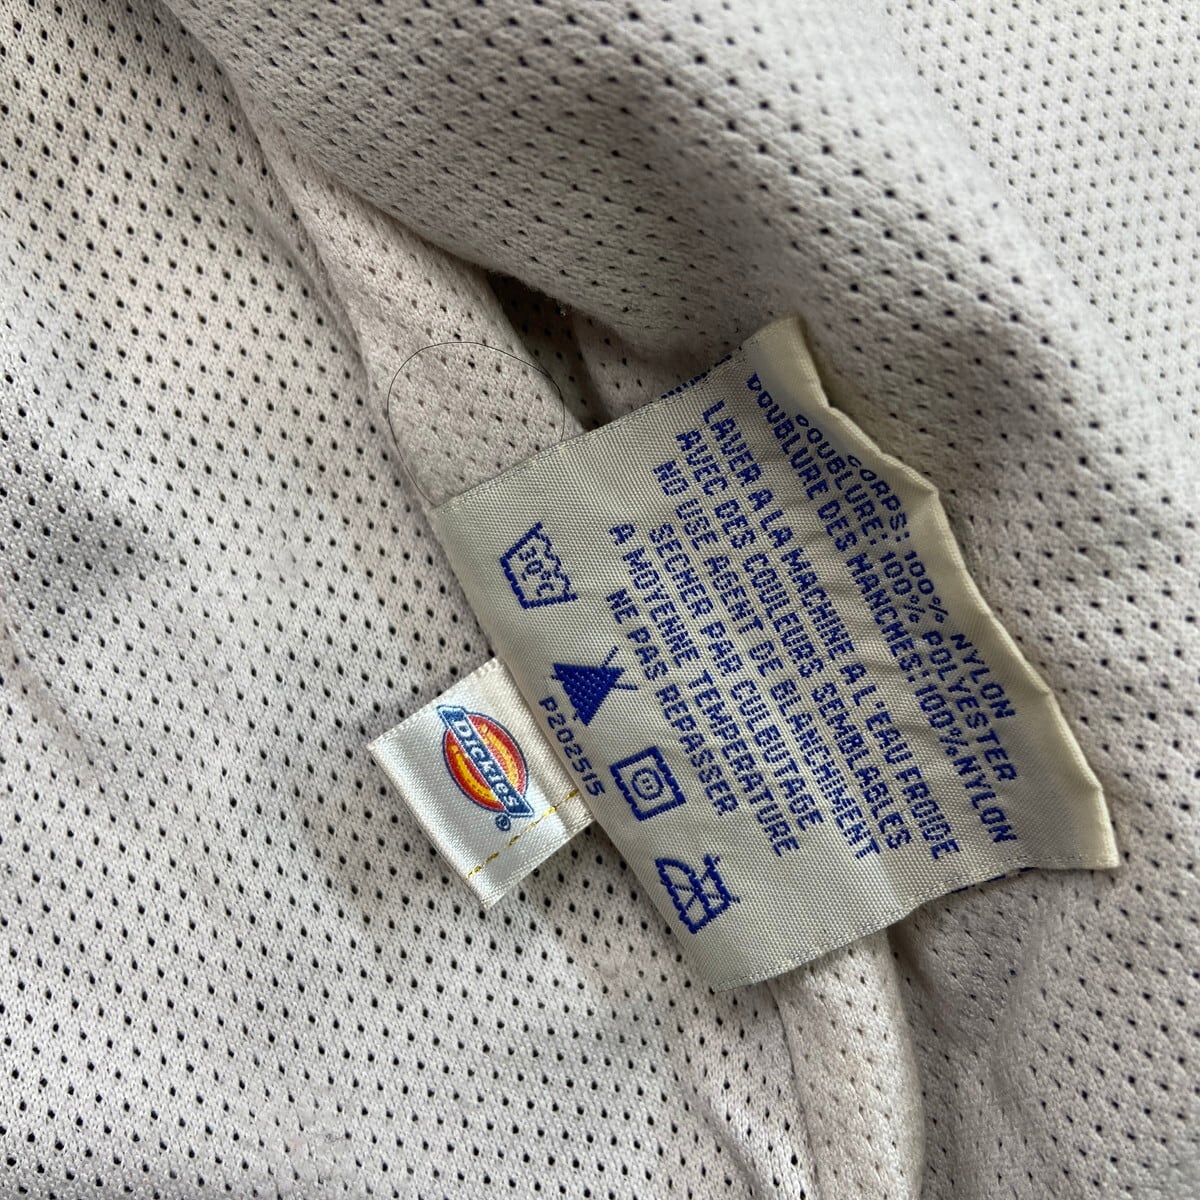 CORPS: 100% NYLON
DOUBLURE: 100% POLYESTER
DOUBLURE DES MANCHES: 100% NYLON
LAVER A LA MACHINE A L'EAU FROIDE
AVEC DES COULEURS SEMBLABLES
NO USE AGENT DE BLANCHIMENT
SECHER PAR CULBUTAGE
A MOYENNE TEMPERATURE
NE PAS REPASSER
30°C
P202515
DICKIES
®